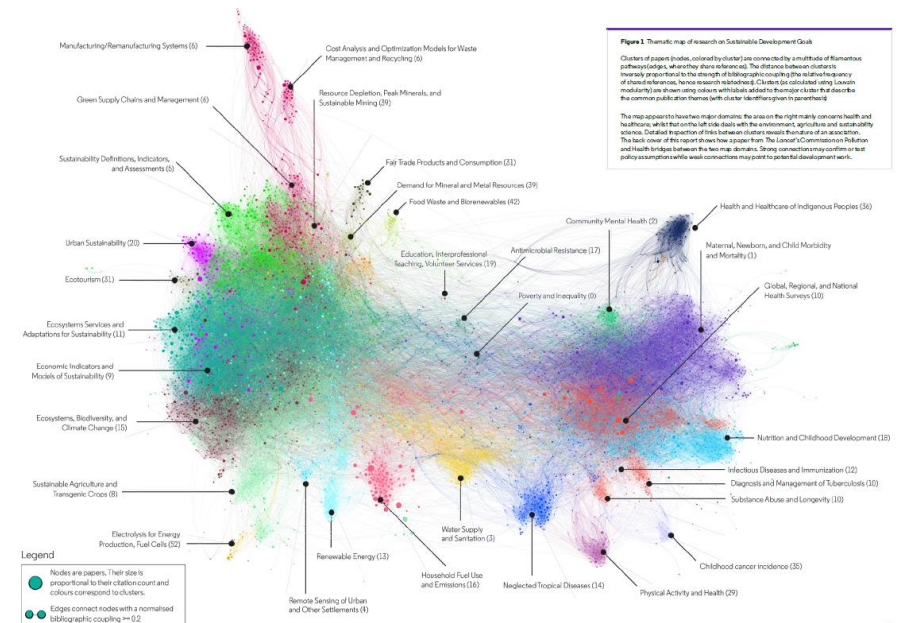 Figure 1 Thematic map of research on Sustainable Development Goals
Clusters of papers (nodes, colored by cluster) are connected by a multitude of filamentous
pathways (edges, where they share references). The distance between clusters is
inversely proportional to the strength of bibliographic coupling (the relative frequency
of shared references, hence research relatedness). Clusters (as calculated using Louvain
modularity) are shown using colours with labels added to the major cluster that describe
the common publication themes (with cluster identifiers given in parenthesis)
The map appears to have two major domains: the area on the right mainly concerns health and
healthcare; whilst that on the left side deals with the environment, agriculture and sustainability
science. Detailed inspection of links between clusters reveals the nature of an association.
The back cover of this report shows how a paper from The Lancet's Commission on Pollution
and Health bridges between the two map domains. Strong connections may confirm or test
policy assumptions while weak connections may point to potential development work.
Manufacturing/Remanufacturing Systems (6)
Cost Analysis and Optimization Models for Waste
Management and Recycling (6)
Green Supply Chains and Management (6)
Resource Depletion, Peak Minerals, and
Sustainable Mining (39)
Sustainability Definitions, Indicators,
and Assessments (5)
Fair Trade Products and Consumption (31)
Demand for Mineral and Metal Resources (39)
Food Waste and Biorenewables (42)
Community Mental Health (2)
Health and Healthcare of Indigenous Peoples (36)
Urban Sustainability (20)
Education, Interprofessional
Teaching, Volunteer Services (19)
Antimicrobial Resistance (17)
Maternal, Newborn, and Child Morbidity
and Mortality (1)
Ecotourism (31)
Poverty and Inequality (0)
Global, Regional, and National
Health Surveys (10)
Ecosystems Services and
Adaptations for Sustainability (11)
Economic Indicators and
Models of Sustainability (9)
Ecosystems, Biodiversity, and
Climate Change (15)
Nutrition and Childhood Development (18)
Infectious Diseases and Immunization (12)
Diagnosis and Management of Tuberculosis (10)
Substance Abuse and Longevity (10)
Sustainable Agriculture and
Transgenic Crops (8)
Electrolysis for Energy
Production, Fuel Cells (52)
Water Supply
and Sanitation (3)
Renewable Energy (13)
Childhood cancer incidence (35)
Household Fuel Use
and Emissions (16)
Neglected Tropical Diseases (14)
Physical Activity and Health (29)
Remote Sensing of Urban
and Other Settlements (4)
Legend
Nodes are papers. Their size is
proportional to their citation count and
colours correspond to clusters.
Edges connect nodes with a normalised
bibliographic coupling >= 0.2